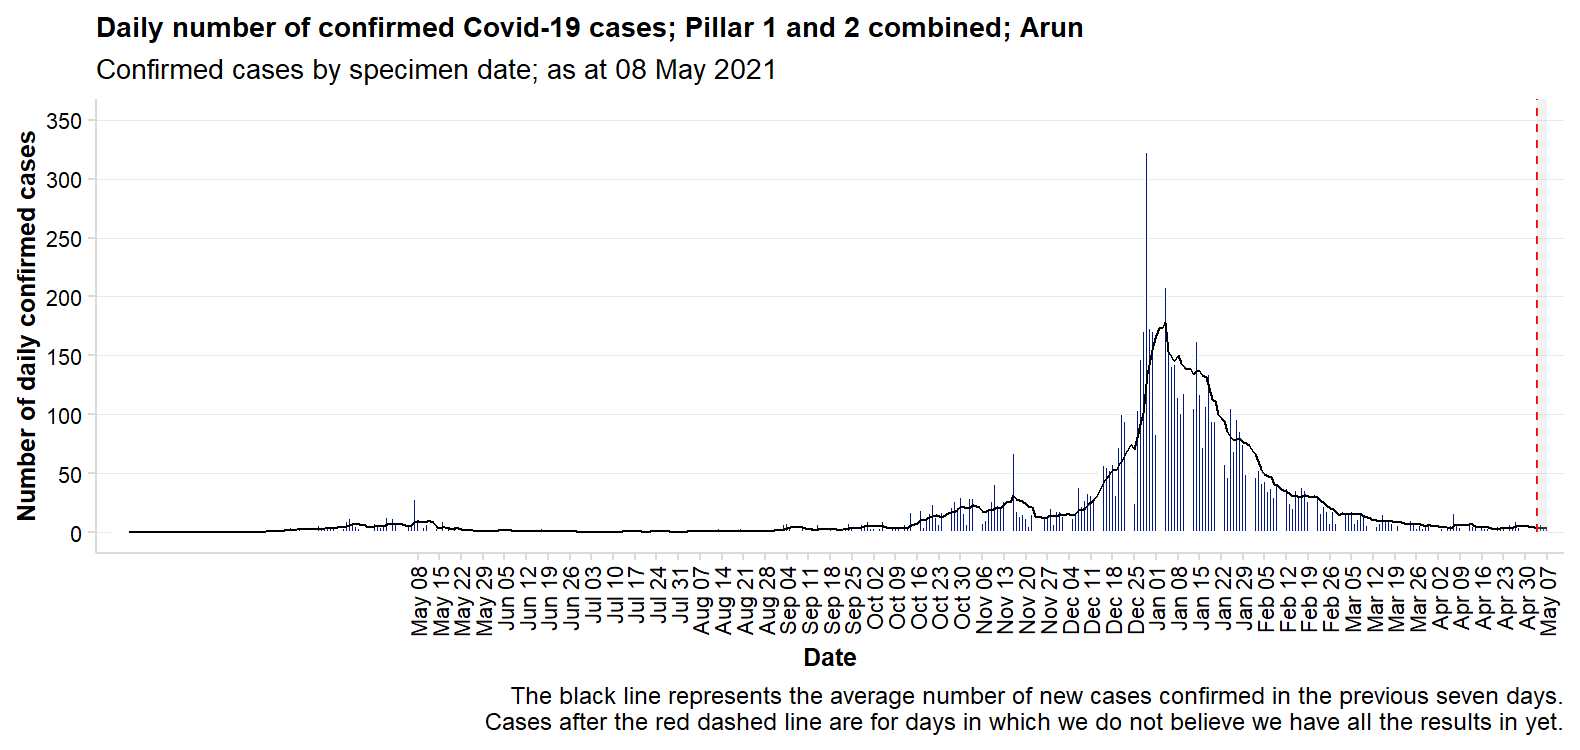 Daily number of confirmed Covid-19 cases; Pillar 1 and 2 combined; Arun
Confirmed cases by specimen date; as at 08 May 2021
Number of daily confirmed cases
350
300
250
200
150
100
50
0
May 08
May 15
May 22
May 29
Jun 05
Jun 12
Jun 19
Jun 26
Jul 03
Jul 10
Jul 17
Jul 24
Jul 31
Aug 07
Aug 14
Aug 21
Aug 28
Sep 04
Sep 11
Sep 18
Sep 25
Oct 02
Oct 09
Oct 16
Oct 23
Oct 30
Nov 06
Nov 13
Nov 20
Nov 27
Dec 04
Dec 11
Dec 18
Dec 25
Jan 01
Jan 08
Jan 15
Jan 22
Jan 29
Feb 05
Feb 12
Feb 19
Feb 26
Mar 05
Mar 12
Mar 19
Mar 26
Apr 02
Apr 09
Apr 16
Apr 23
Apr 30
May 07
Date
The black line represents the average number of new cases confirmed in the previous seven days.
Cases after the red dashed line are for days in which we do not believe we have all the results in yet.